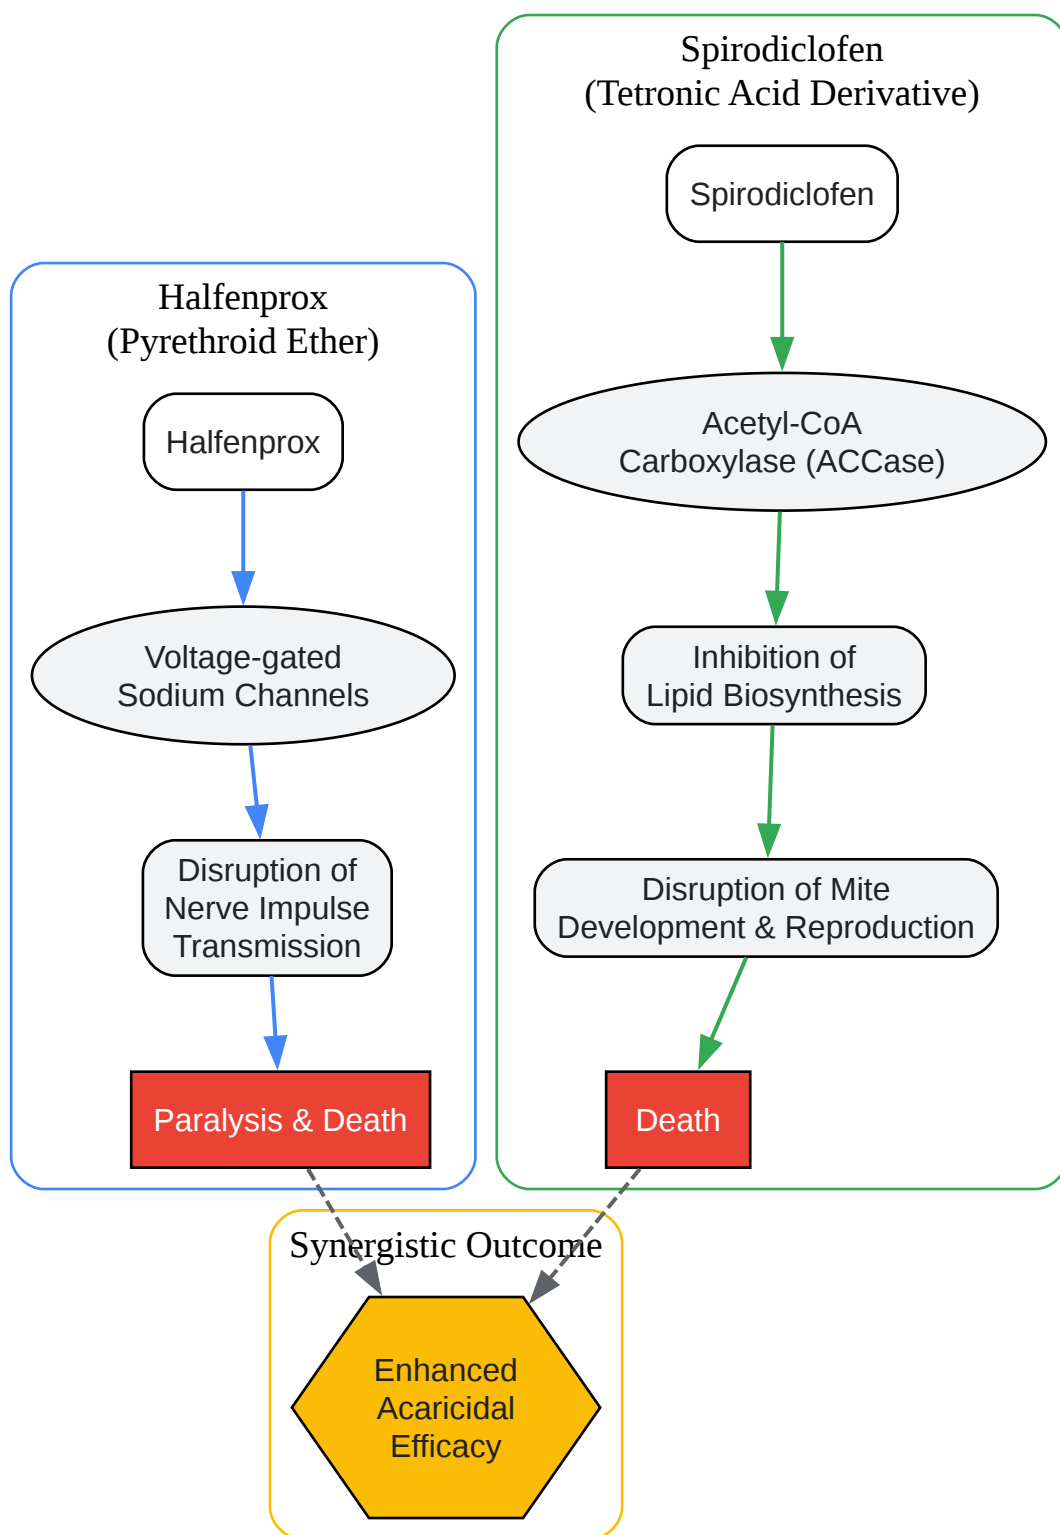 Spirodiclofen
(Tetronic Acid Derivative)
Spirodiclofen
Acetyl-CoA
Carboxylase (ACCase)
Inhibition of
Lipid Biosynthesis
Disruption of Mite
Development & Reproduction
Death
Halfenprox
(Pyrethroid Ether)
Halfenprox
Voltage-gated
Sodium Channels
Disruption of
Nerve Impulse
Transmission
Paralysis & Death
Synergistic Outcome
Enhanced
Acaricidal
Efficacy